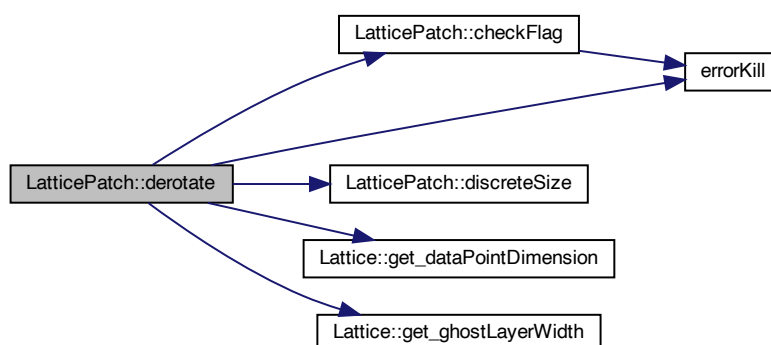 LatticePatch::checkFlag
errorKill
LatticePatch::derotate
LatticePatch::discreteSize
Lattice::get_dataPointDimension
Lattice::get_ghostLayerWidth